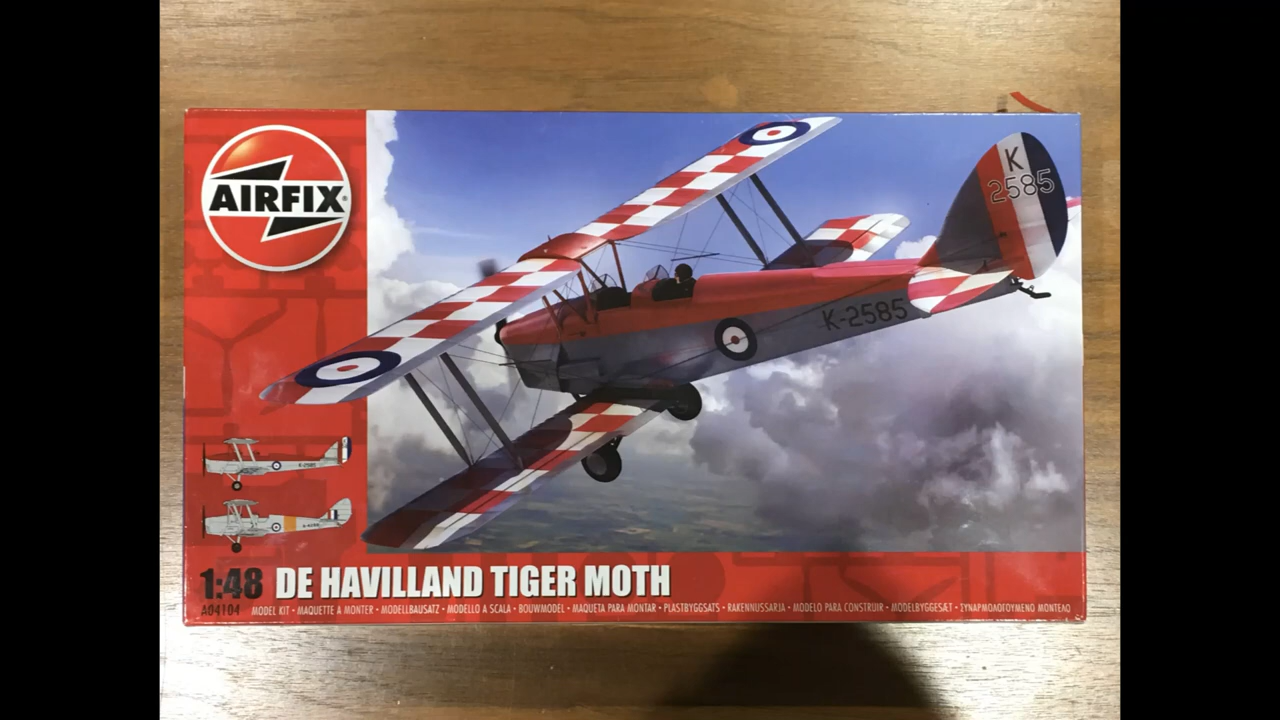 AIRFIX
K
2585
K-2585
K-2585
1:48 DE HAVILLAND TIGER MOTH
A04104 MODEL KIT • MAQUETTE À MONTER • MODELLBAUSATZ • MODELLO A SCALA • BOUWMODEL • MAQUETA PARA MONTAR • PLASTBYGGSATS • RAKENNUSSARJA • MODELO PARA CONSTRUIR • MODELBYGGESÆT • ΣΥΝΑΡΜΟΛΟΓΟΥΜΕΝΟ ΜΟΝΤΕΛΟ